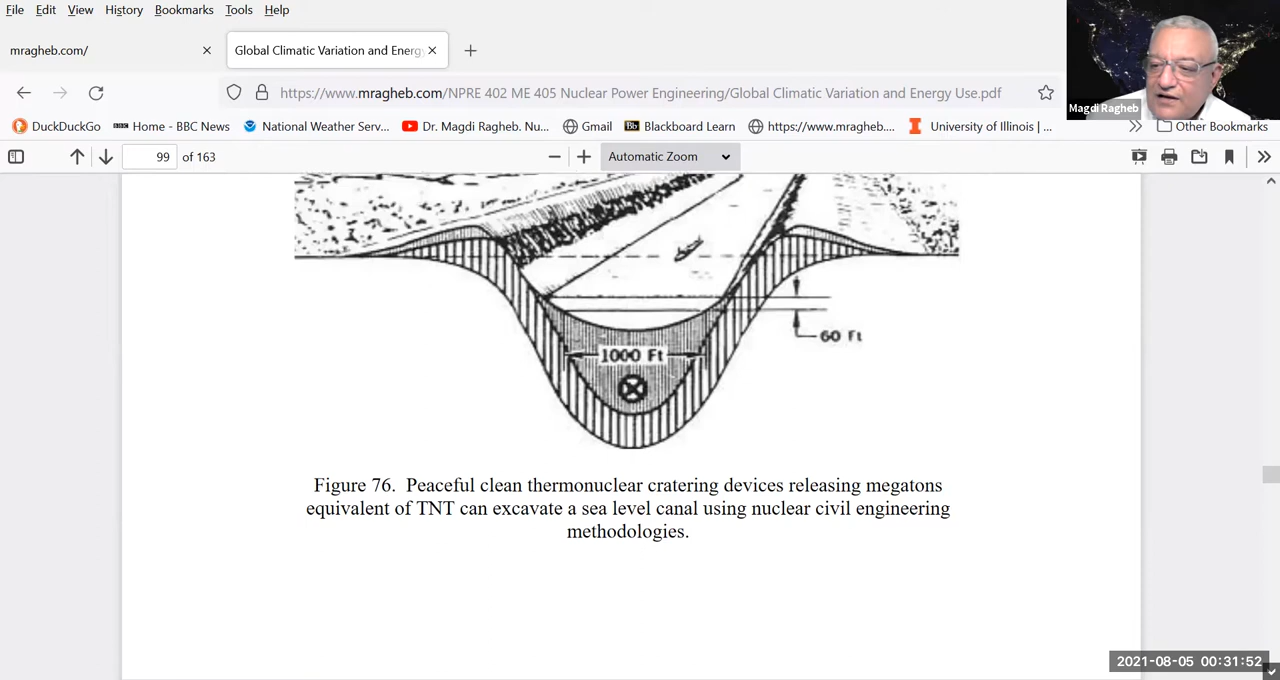 File Edit View History Bookmarks Tools Help
mragheb.com/ × Global Climatic Variation and Energ × +
https://www.mragheb.com/NPRE 402 ME 405 Nuclear Power Engineering/Global Climatic Variation and Energy Use.pdf
Magdi Ragheb
DuckDuckGo BBC Home - BBC News National Weather Serv... Dr. Magdi Ragheb. Nu... Gmail Bb Blackboard Learn https://www.mragheb.... University of Illinois |... Other Bookmarks
99 of 163 Automatic Zoom
60 Ft
1000 Ft
Figure 76. Peaceful clean thermonuclear cratering devices releasing megatons
equivalent of TNT can excavate a sea level canal using nuclear civil engineering
methodologies.
2021-08-05 00:31:52